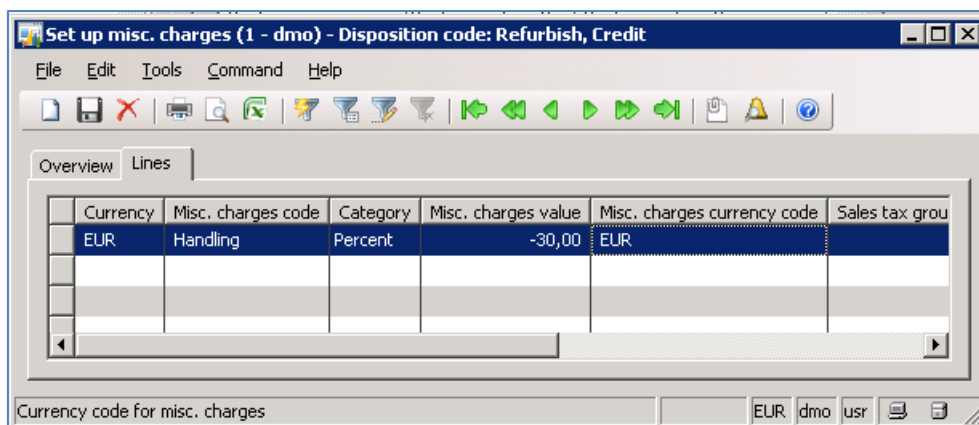 Set up misc. charges (1 - dmo) - Disposition code: Refurbish, Credit
File Edit Tools Command Help
Overview Lines
Currency Misc. charges code Category Misc. charges value Misc. charges currency code Sales tax grou
EUR Handling Percent -30,00 EUR
Currency code for misc. charges EUR dmo usr